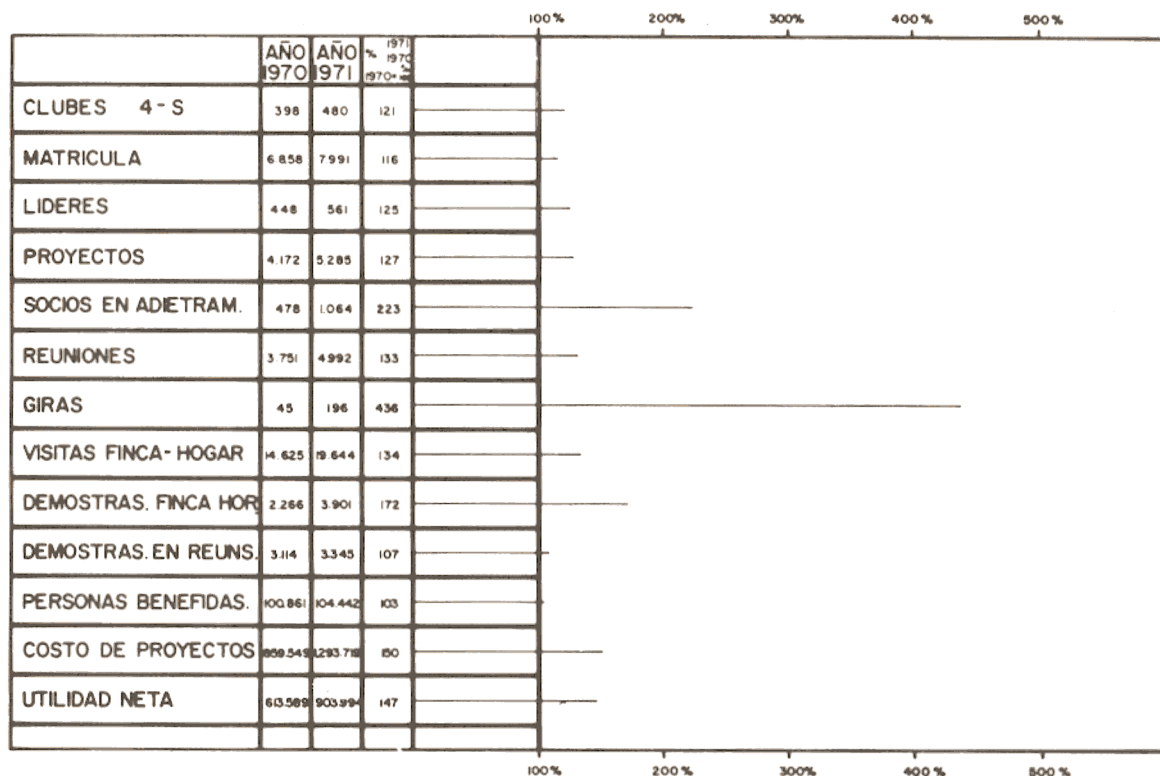 100% 200% 300% 400% 500%
AÑO 1970 AÑO 1971 % 1971 1970 1970=
CLUBES 4-S 398 480 121
MATRICULA 6.858 7.991 116
LIDERES 448 561 125
PROYECTOS 4.172 5.285 127
SOCIOS EN ADIETRAM. 478 1.064 223
REUNIONES 3.751 4.992 133
GIRAS 45 196 436
VISITAS FINCA-HOGAR 14.625 19.644 134
DEMOSTRAS. FINCA HOR. 2.266 3.901 172
DEMOSTRAS. EN REUNS. 3.114 3.345 107
PERSONAS BENEFIDAS. 100.861 104.442 103
COSTO DE PROYECTOS 1.293.719 150
UTILIDAD NETA 613.589 903.994 147
100% 200% 300% 400% 500%